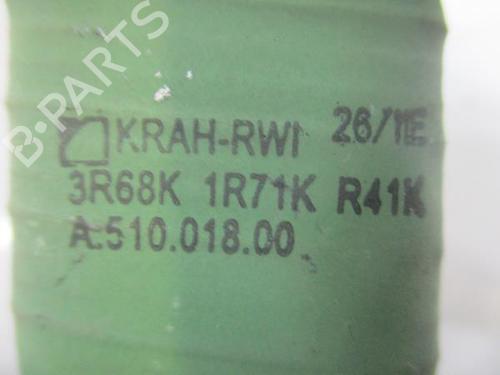 B-PARTS
KRAH-RWI 26/11E
3R68K 1R71K R41K
A.510.018.00